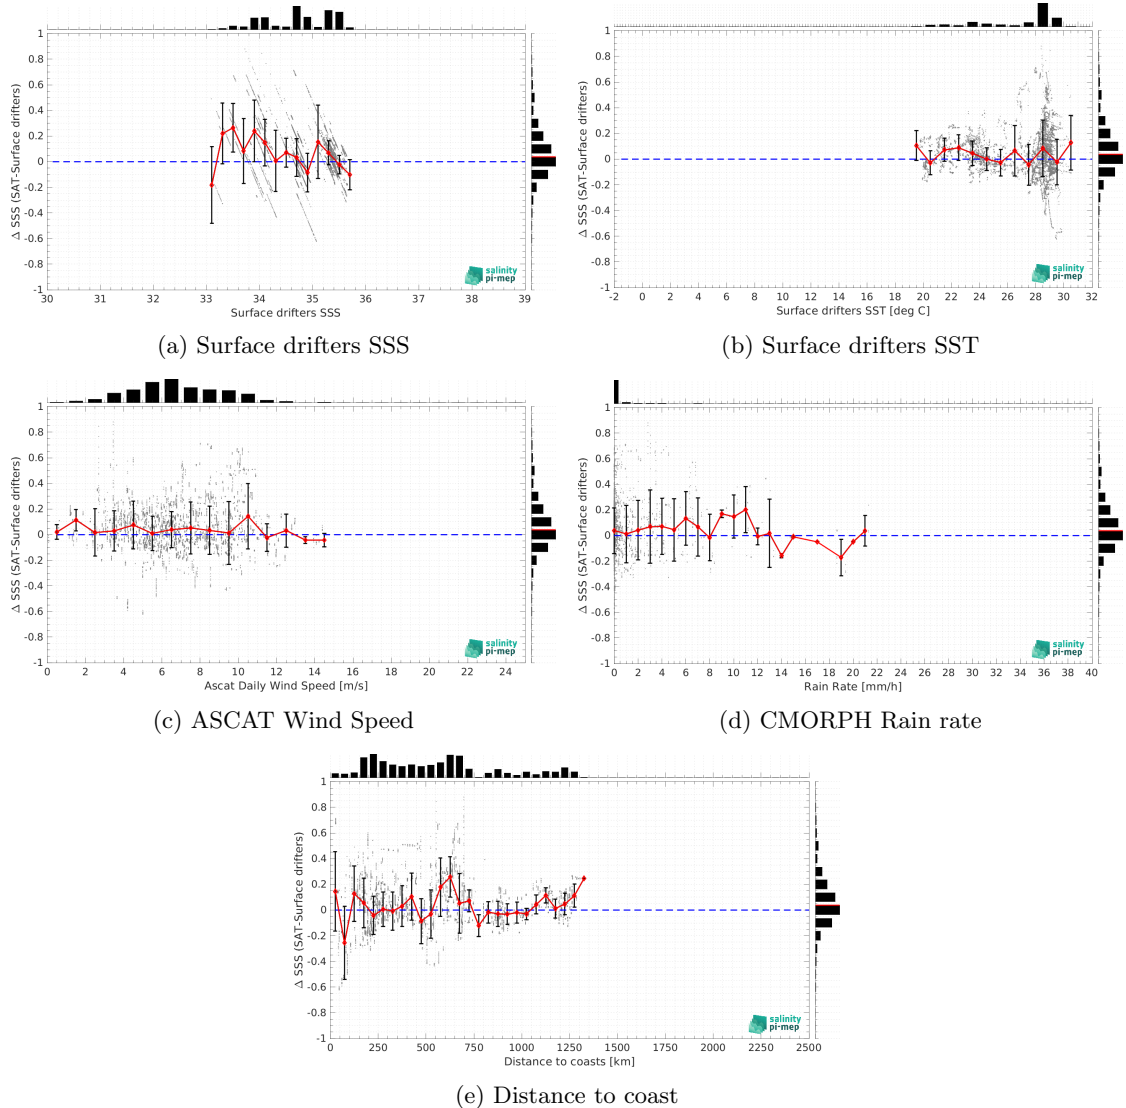 1
0.8
0.6
0.4
0.2
0
-0.2
-0.4
-0.6
-0.8
-1
Δ SSS (SAT-Surface drifters)
30 31 32 33 34 35 36 37 38 39
Surface drifters SSS
salinity
pi-mep
(a) Surface drifters SSS
1
0.8
0.6
0.4
0.2
0
-0.2
-0.4
-0.6
-0.8
-1
Δ SSS (SAT-Surface drifters)
-2 0 2 4 6 8 10 12 14 16 18 20 22 24 26 28 30 32
Surface drifters SST [deg C]
salinity
pi-mep
(b) Surface drifters SST
1
0.8
0.6
0.4
0.2
0
-0.2
-0.4
-0.6
-0.8
-1
Δ SSS (SAT-Surface drifters)
0 2 4 6 8 10 12 14 16 18 20 22 24
Ascat Daily Wind Speed [m/s]
salinity
pi-mep
(c) ASCAT Wind Speed
1
0.8
0.6
0.4
0.2
0
-0.2
-0.4
-0.6
-0.8
-1
Δ SSS (SAT-Surface drifters)
0 2 4 6 8 10 12 14 16 18 20 22 24 26 28 30 32 34 36 38 40
Rain Rate [mm/h]
salinity
pi-mep
(d) CMORPH Rain rate
1
0.8
0.6
0.4
0.2
0
-0.2
-0.4
-0.6
-0.8
-1
Δ SSS (SAT-Surface drifters)
0 250 500 750 1000 1250 1500 1750 2000 2250 2500
Distance to coasts [km]
salinity
pi-mep
(e) Distance to coast